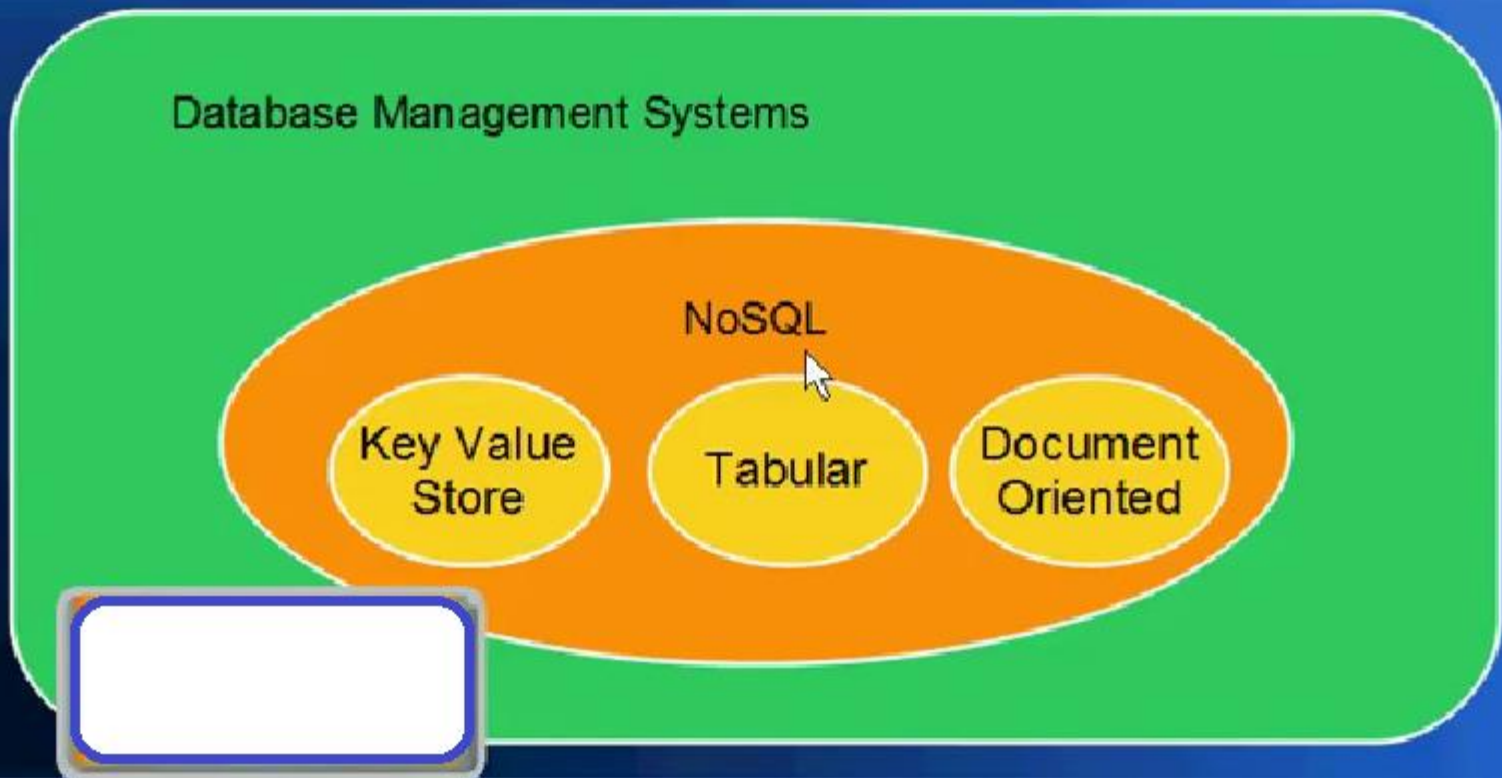 Database Management Systems
NoSQL
Key Value
Store
Tabular
Document
Oriented